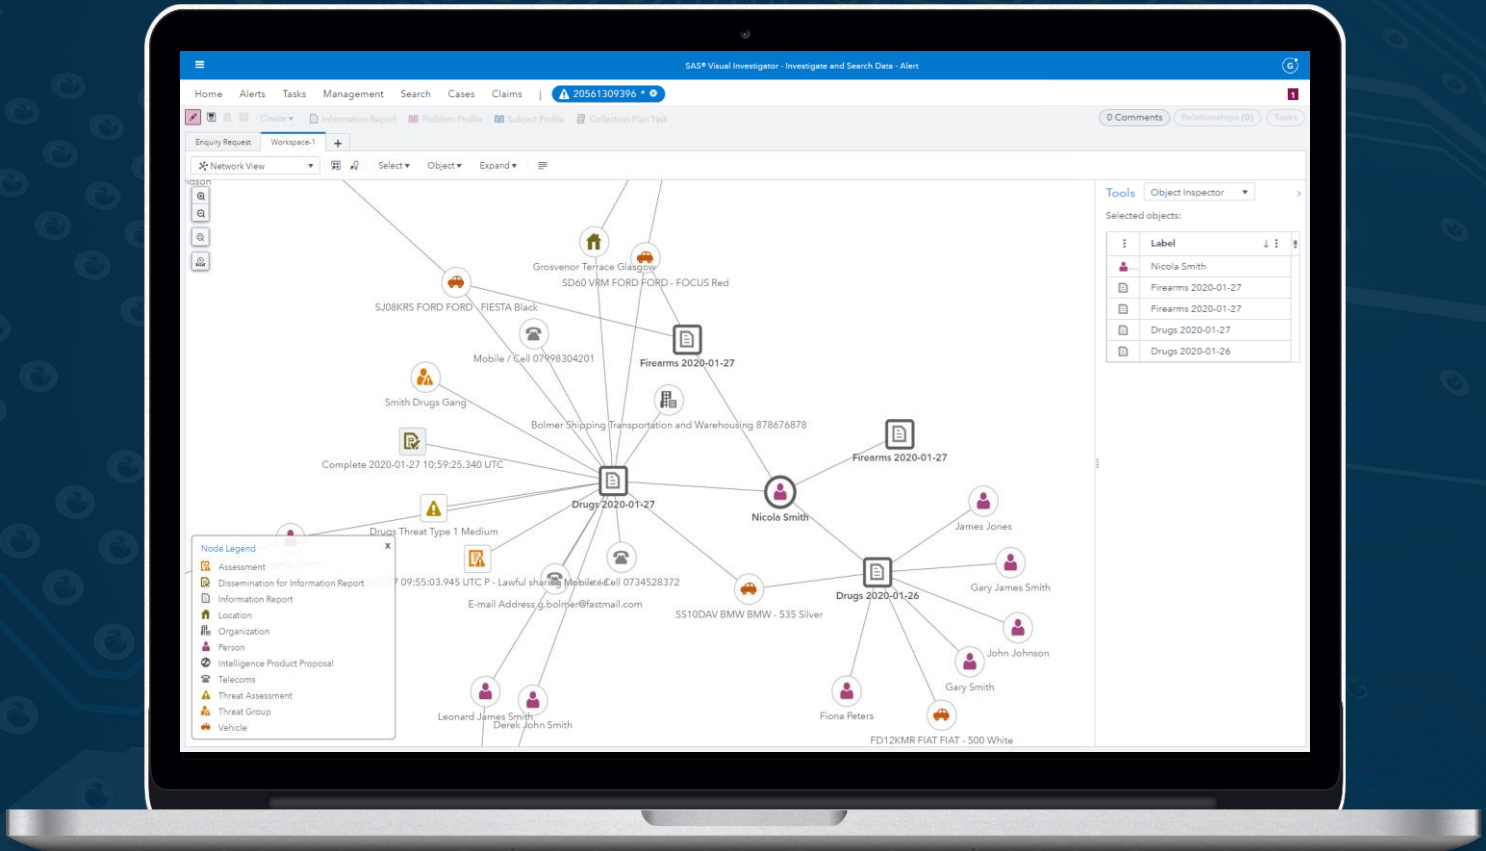 SAS® Visual Investigator - Investigate and Search Data - Alert
G
Home Alerts Tasks Management Search Cases Claims | 20561309396 *
1
Create Information Report Problem Profile Subject Profile Collection Plan Task
0 Comments Relationships (0) Tasks
Enquiry Request Workspace-1 +
Network View Select Object Expand
Tools Object Inspector
Selected objects:
Label
Nicola Smith
Firearms 2020-01-27
Firearms 2020-01-27
Drugs 2020-01-27
Drugs 2020-01-26
Grosvenor Terrace Glasgow
SD60 VRM FORD FORD - FOCUS Red
SJ08KRS FORD FORD - FIESTA Black
Mobile / Cell 07998304201
Firearms 2020-01-27
Smith Drugs Gang
Bolmer Shipping Transportation and Warehousing 878676878
Complete 2020-01-27 10:59:25.340 UTC
Firearms 2020-01-27
Drugs 2020-01-27
Nicola Smith
Drugs Threat Type 1 Medium
James Jones
09:55:03.945 UTC P - Lawful sharing
Cell 0734528372
Gary James Smith
Drugs 2020-01-26
E-mail Address g.bolmer@fastmail.com
SS10DAV BMW BMW - 535 Silver
John Johnson
Gary Smith
Leonard James Smith
Derek John Smith
Fiona Peters
FD12KMR FIAT FIAT - 500 White
Node Legend x
Assessment
Dissemination for Information Report
Information Report
Location
Organization
Person
Intelligence Product Proposal
Telecoms
Threat Assessment
Threat Group
Vehicle